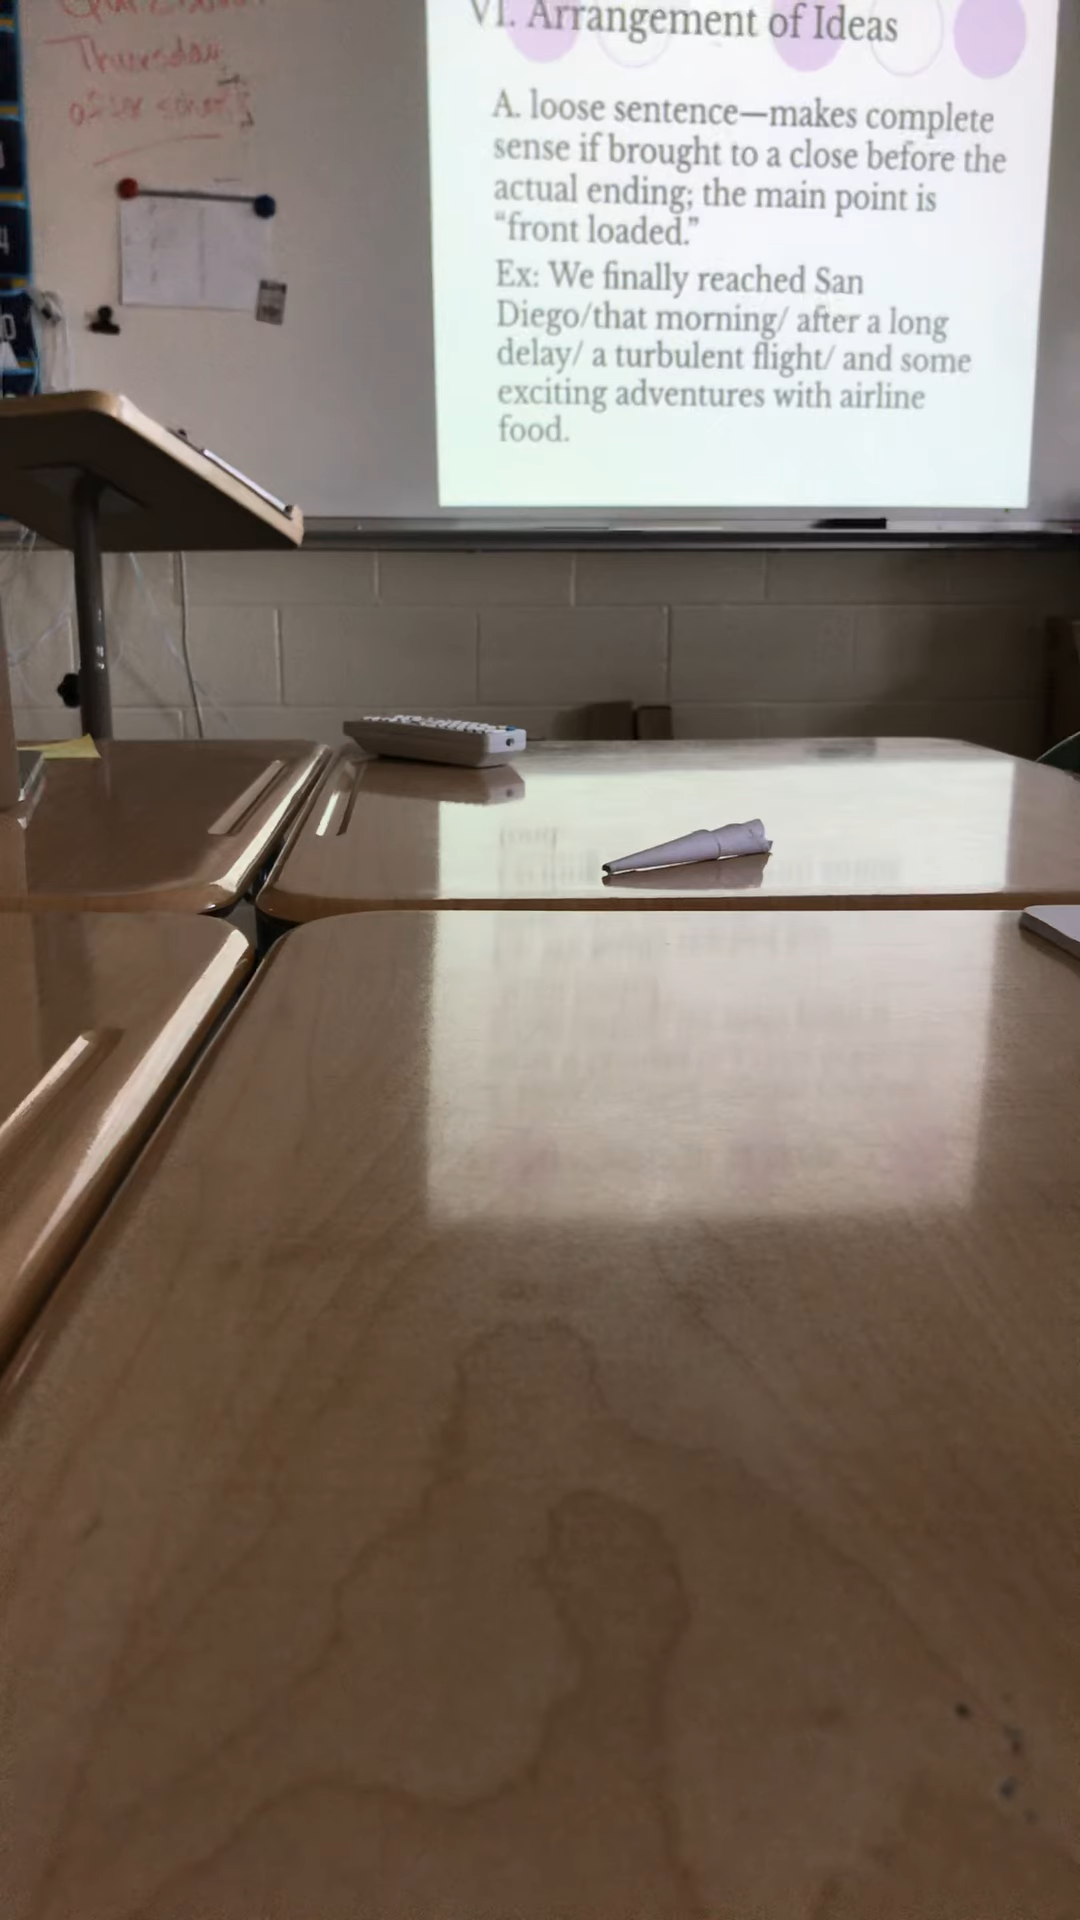 Thursday
after school
VI. Arrangement of Ideas
A. loose sentence—makes complete
sense if brought to a close before the
actual ending; the main point is
“front loaded.”
Ex: We finally reached San
Diego/that morning/ after a long
delay/ a turbulent flight/ and some
exciting adventures with airline
food.